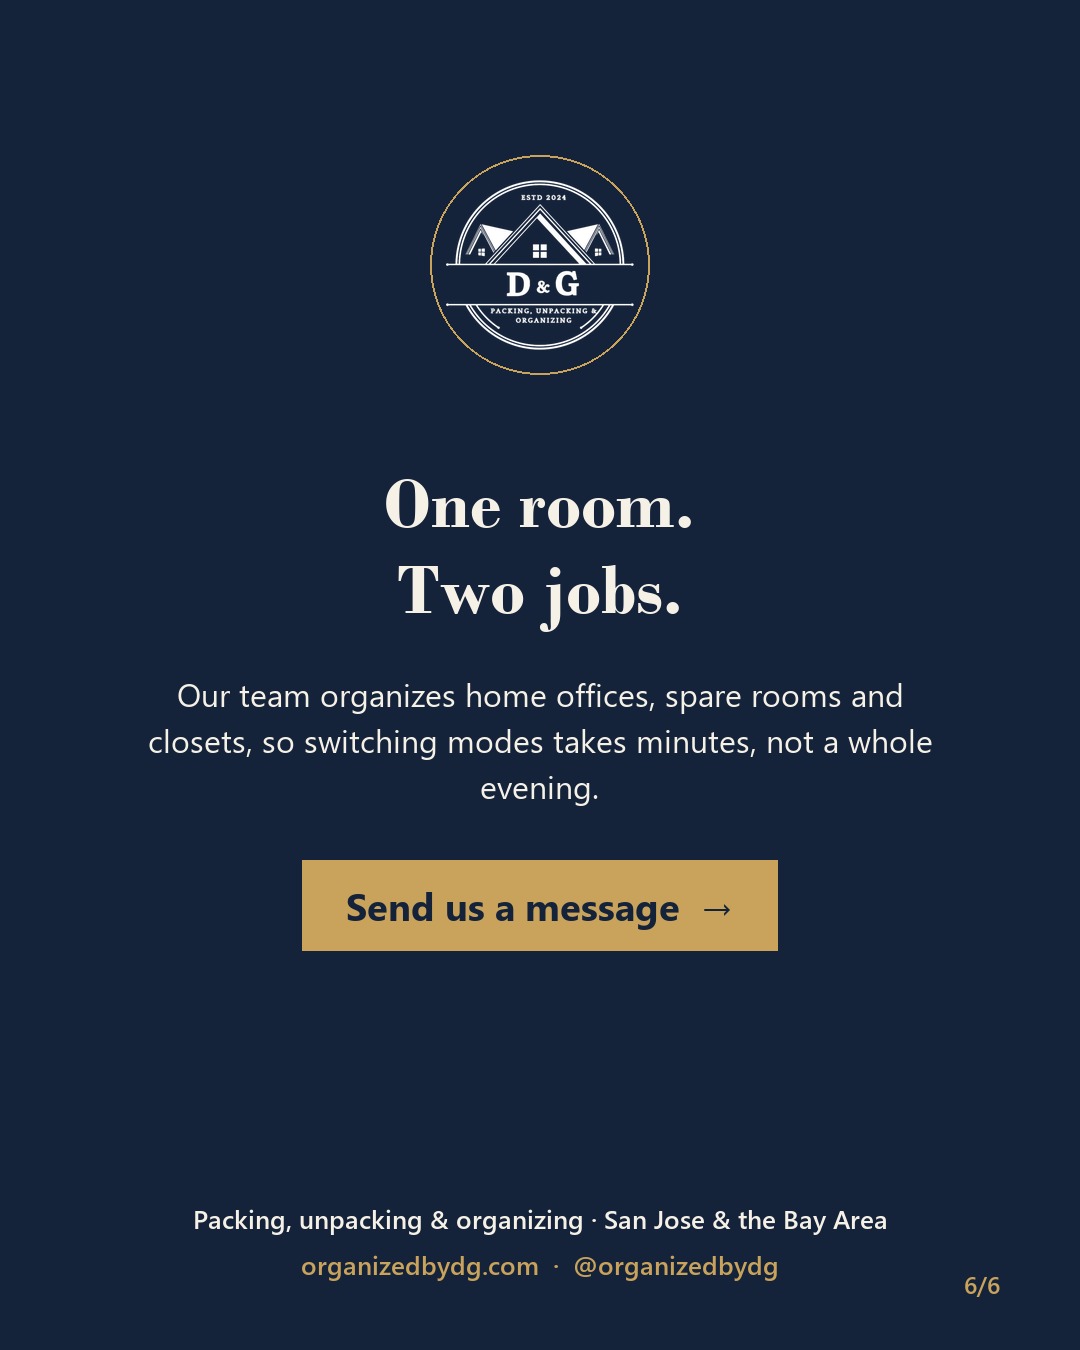 ESTD 2024
D & G
PACKING, UNPACKING &
ORGANIZING
One room.
Two jobs.
Our team organizes home offices, spare rooms and
closets, so switching modes takes minutes, not a whole
evening.
Send us a message →
Packing, unpacking & organizing · San Jose & the Bay Area
organizedbydg.com · @organizedbydg
6/6